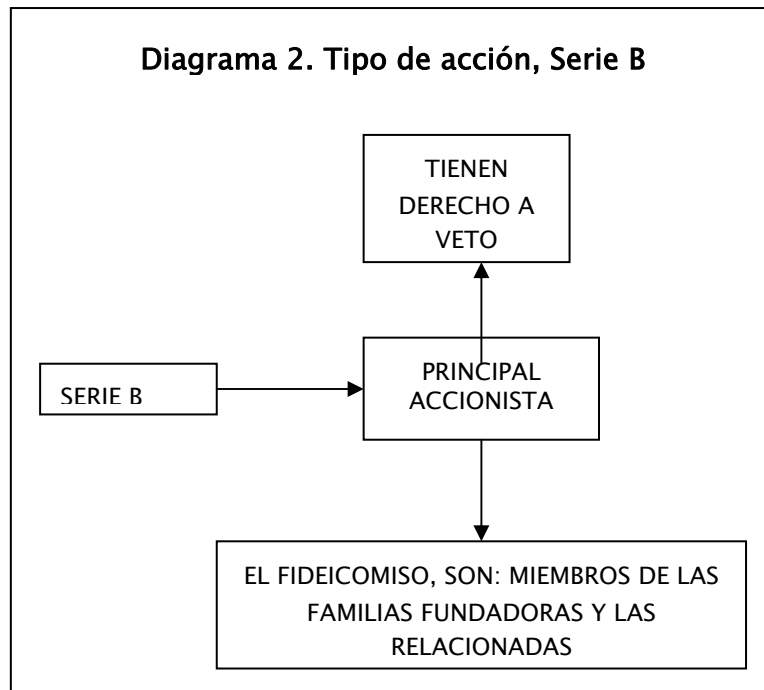 Diagrama 2. Tipo de acción, Serie B
TIENEN
DERECHO A
VETO
SERIE B
PRINCIPAL
ACCIONISTA
EL FIDEICOMISO, SON: MIEMBROS DE LAS
FAMILIAS FUNDADORAS Y LAS
RELACIONADAS